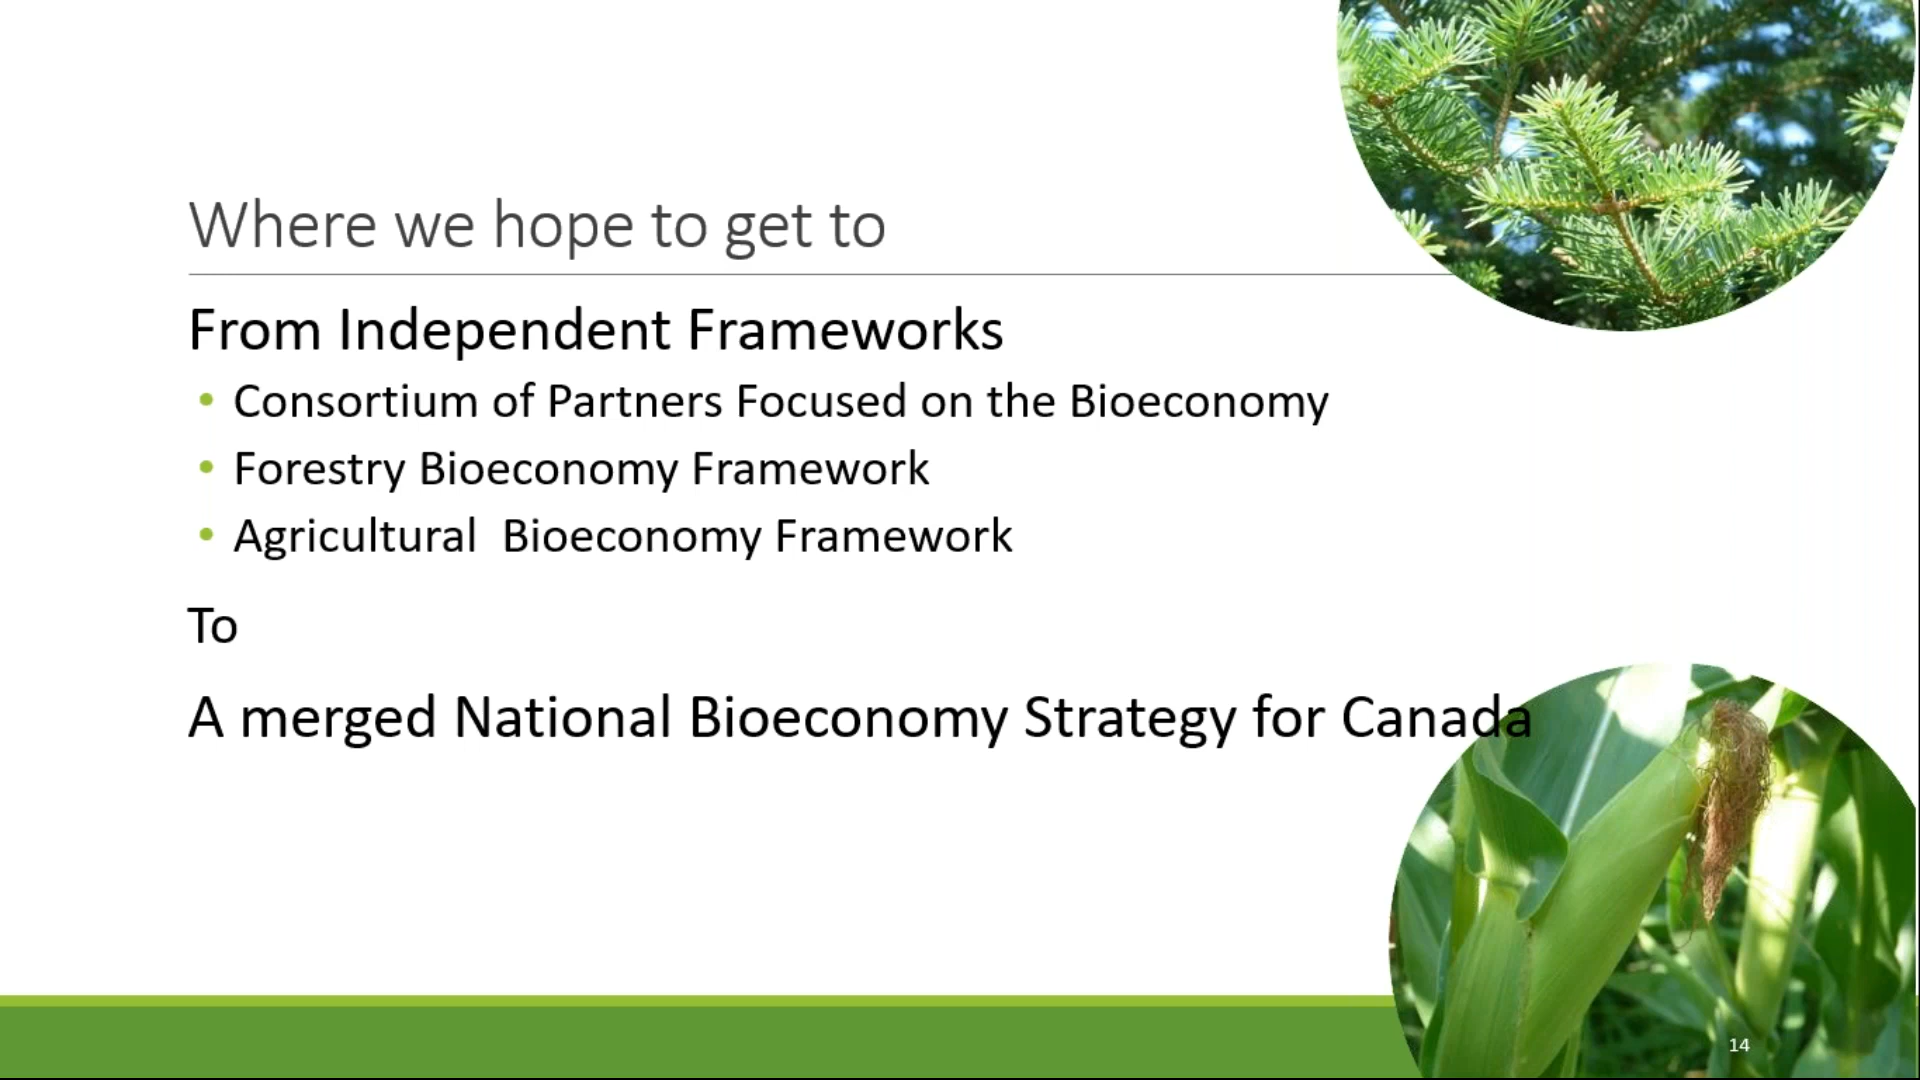 Where we hope to get to
From Independent Frameworks
• Consortium of Partners Focused on the Bioeconomy
• Forestry Bioeconomy Framework
• Agricultural  Bioeconomy Framework
To
A merged National Bioeconomy Strategy for Canada
14